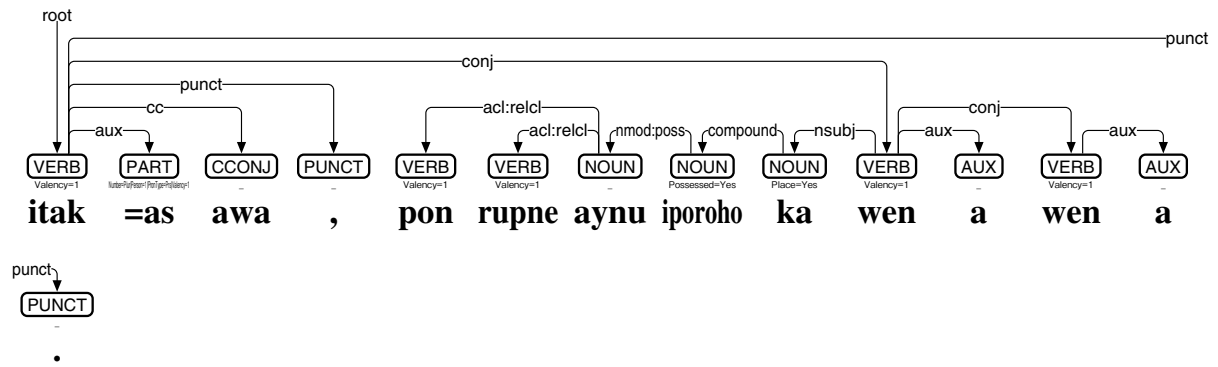 root
punct
conj
punct
cc acl:relcl conj
aux acl:relcl nmod:poss compound nsubj aux aux
VERB PART CCONJ PUNCT VERB VERB NOUN NOUN NOUN VERB AUX VERB AUX
Valency=1 _ _ Valency=1 Valency=1 _ Possessed=Yes Place=Yes Valency=1 _ Valency=1 _
itak =as awa , pon rupne aynu iporoho ka wen a wen a
punct
PUNCT
_
.